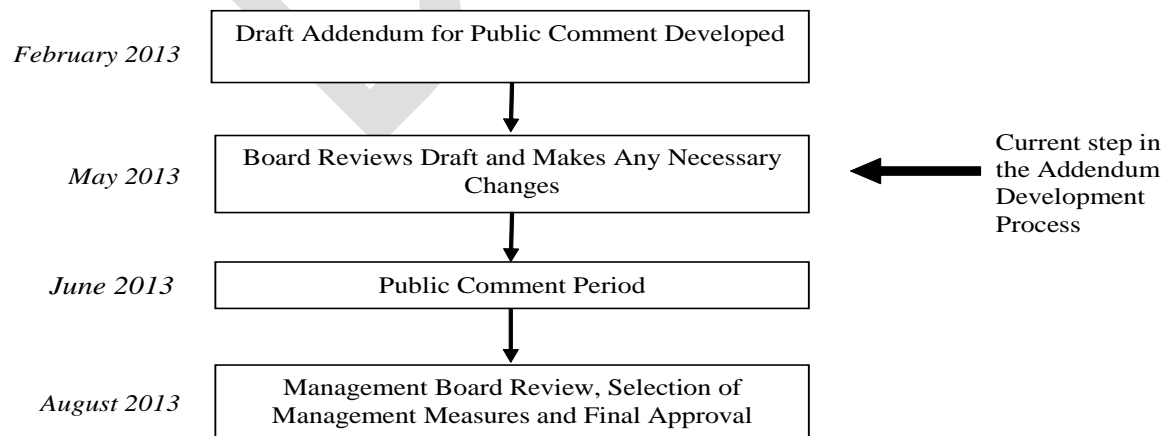 February 2013
Draft Addendum for Public Comment Developed
May 2013
Board Reviews Draft and Makes Any Necessary
Changes
Current step in
the Addendum
Development
Process
June 2013
Public Comment Period
August 2013
Management Board Review, Selection of
Management Measures and Final Approval